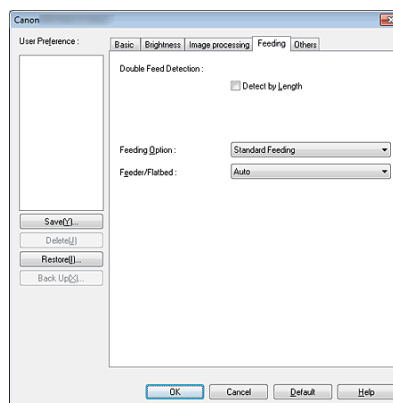 Canon
User Preference :
Basic Brightness Image processing Feeding Others
Double Feed Detection :
Detect by Length
Feeding Option : Standard Feeding
Feeder/Flatbed : Auto
Save(Y)...
Delete(J)
Restore(I)...
Back Up(X)...
OK Cancel Default Help